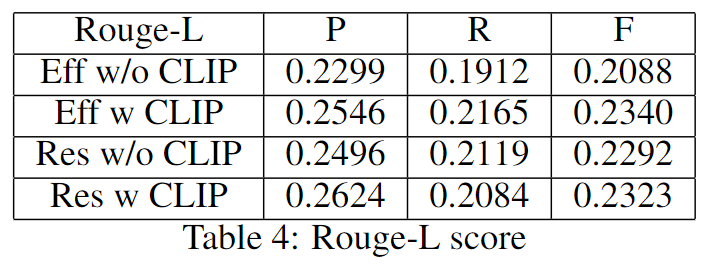 Rouge-L P R F
Eff w/o CLIP 0.2299 0.1912 0.2088
Eff w CLIP 0.2546 0.2165 0.2340
Res w/o CLIP 0.2496 0.2119 0.2292
Res w CLIP 0.2624 0.2084 0.2323
Table 4: Rouge-L score